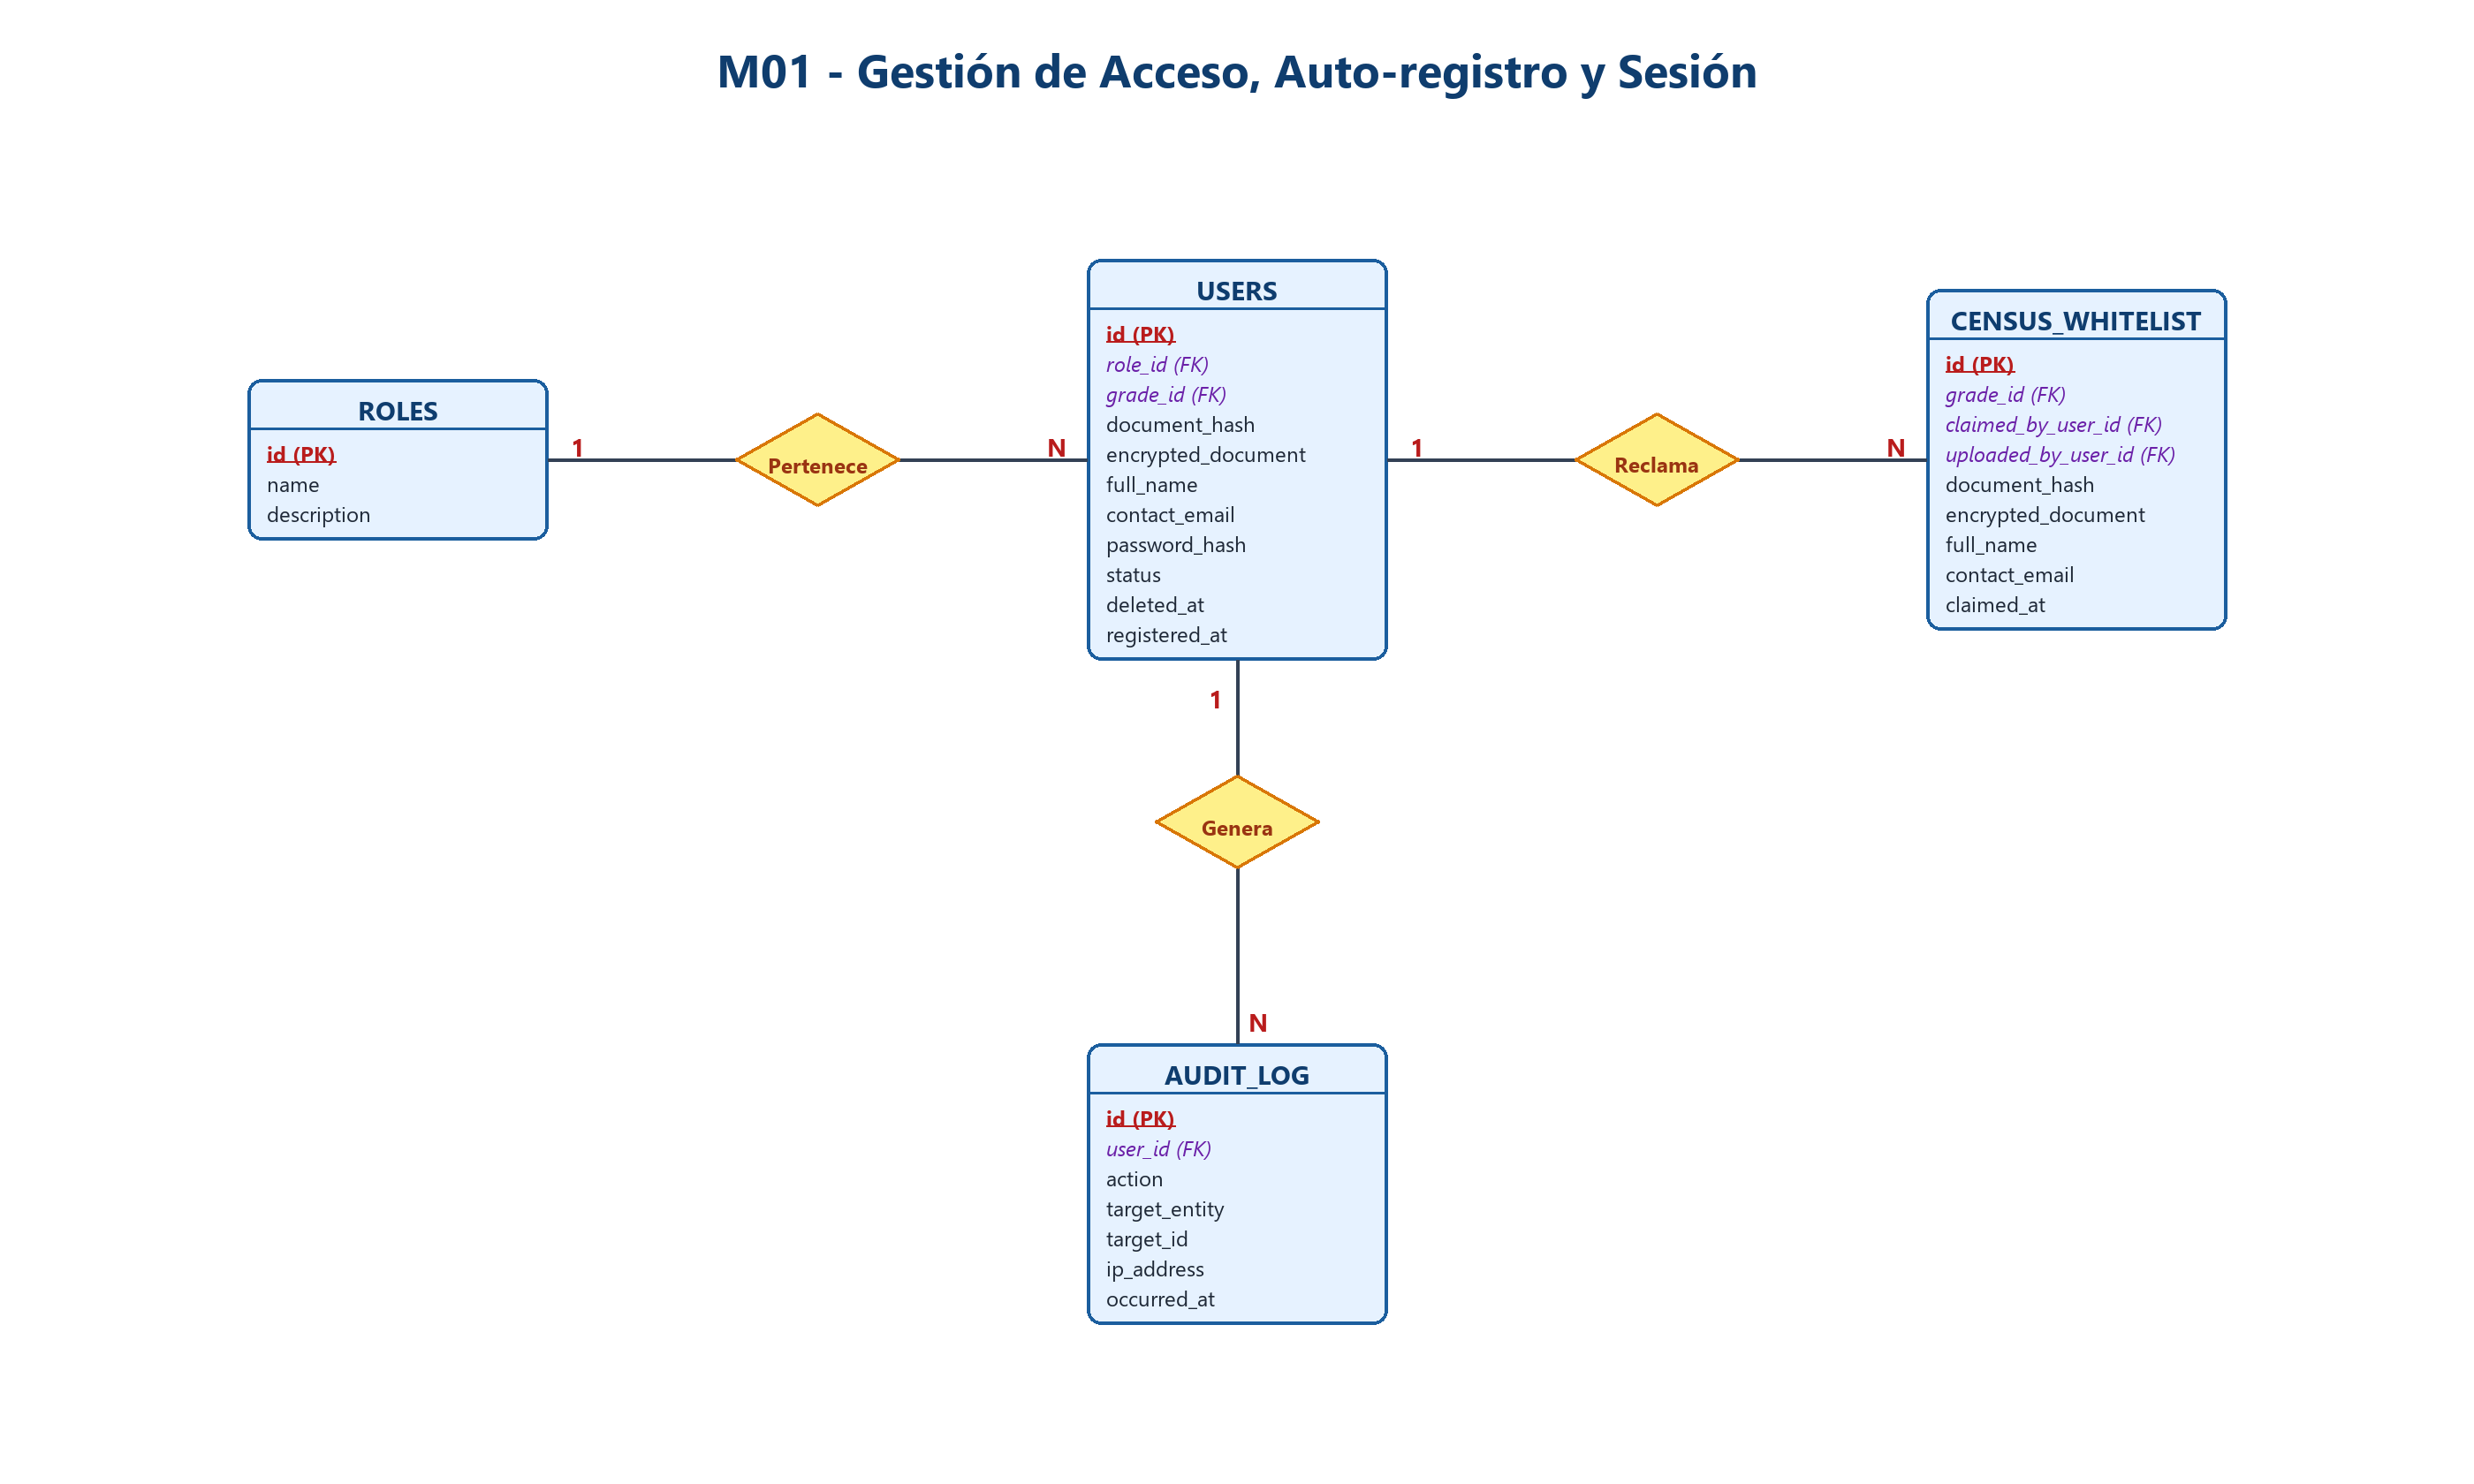 M01 - Gestión de Acceso, Auto-registro y Sesión
ROLES
id (PK)
name
description
1
Pertenece
N
USERS
id (PK)
role_id (FK)
grade_id (FK)
document_hash
encrypted_document
full_name
contact_email
password_hash
status
deleted_at
registered_at
1
Reclama
N
CENSUS_WHITELIST
id (PK)
grade_id (FK)
claimed_by_user_id (FK)
uploaded_by_user_id (FK)
document_hash
encrypted_document
full_name
contact_email
claimed_at
1
Genera
N
AUDIT_LOG
id (PK)
user_id (FK)
action
target_entity
target_id
ip_address
occurred_at